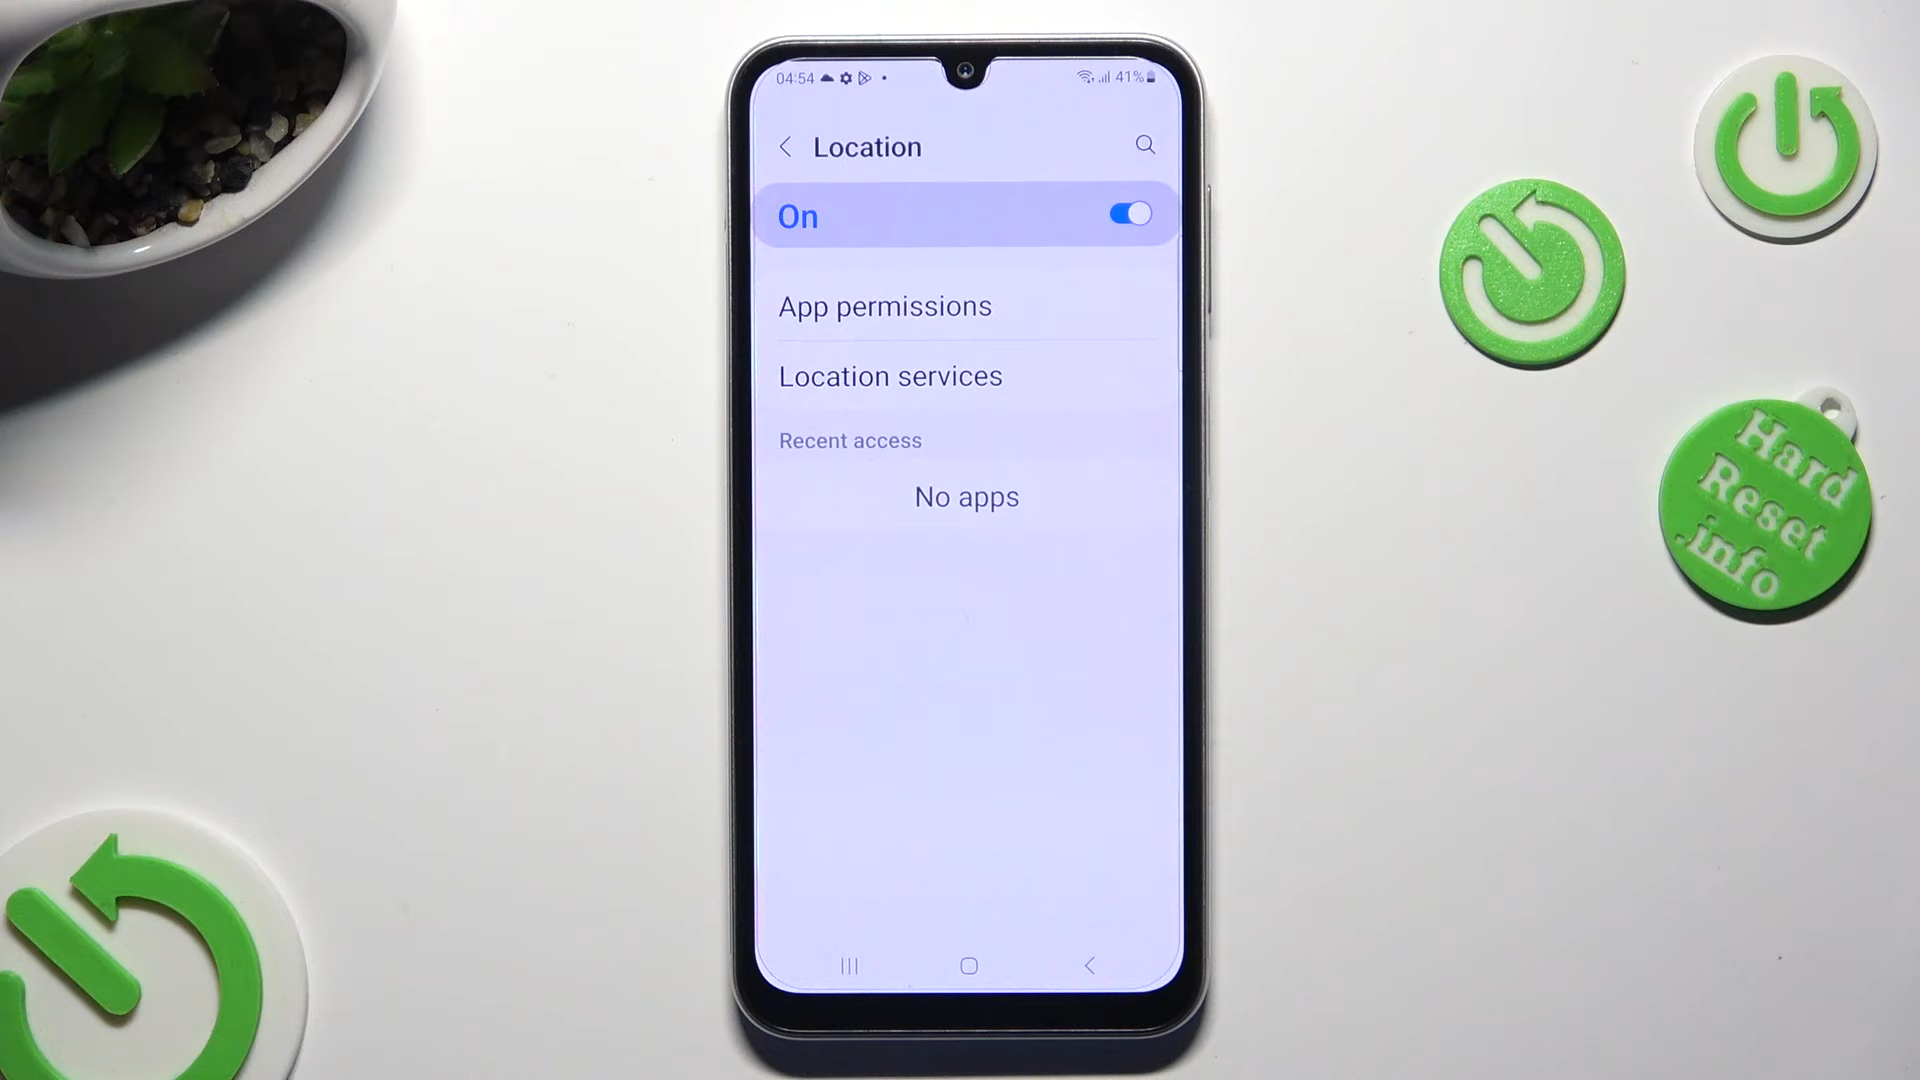 04:54
41%
Location
On
App permissions
Location services
Recent access
No apps
Hard
Reset
.info